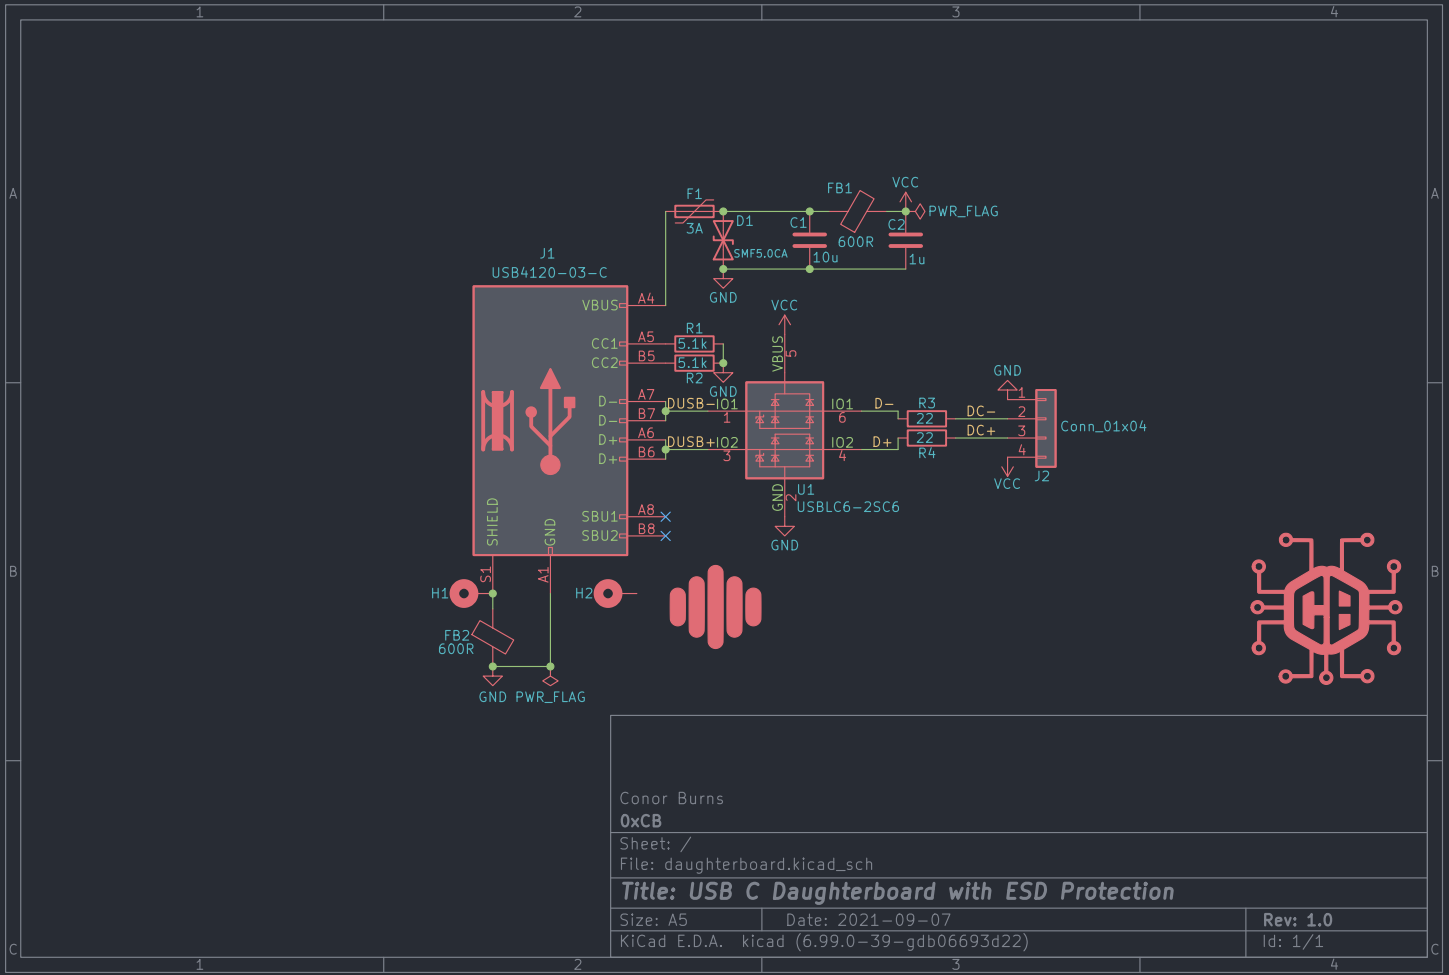 1 2 3 4
A A
F1
3A
D1
SMF5.0CA
C1
10u
FB1
600R
VCC
PWR_FLAG
C2
1u
GND
J1
USB4120-03-C
VBUS A4
CC1 A5
CC2 B5
D- A7
D- B7
D+ A6
D+ B6
SBU1 A8
SBU2 B8
SHIELD
GND
S1
A1
R1
5.1k
5.1k
R2
GND
DUSB-
DUSB+
VCC
VBUS
5
IO1 IO1
1 6
IO2 IO2
3 4
GND
2
U1
USBLC6-2SC6
GND
D-
D+
R3
22
22
R4
DC-
DC+
GND
1
2
3
4
VCC
Conn_01x04
J2
B B
H1
H2
FB2
600R
GND PWR_FLAG
Conor Burns
0xCB
Sheet: /
File: daughterboard.kicad_sch
Title: USB C Daughterboard with ESD Protection
Size: A5 Date: 2021-09-07 Rev: 1.0
KiCad E.D.A. kicad (6.99.0-39-gdb06693d22) Id: 1/1
C C
1 2 3 4